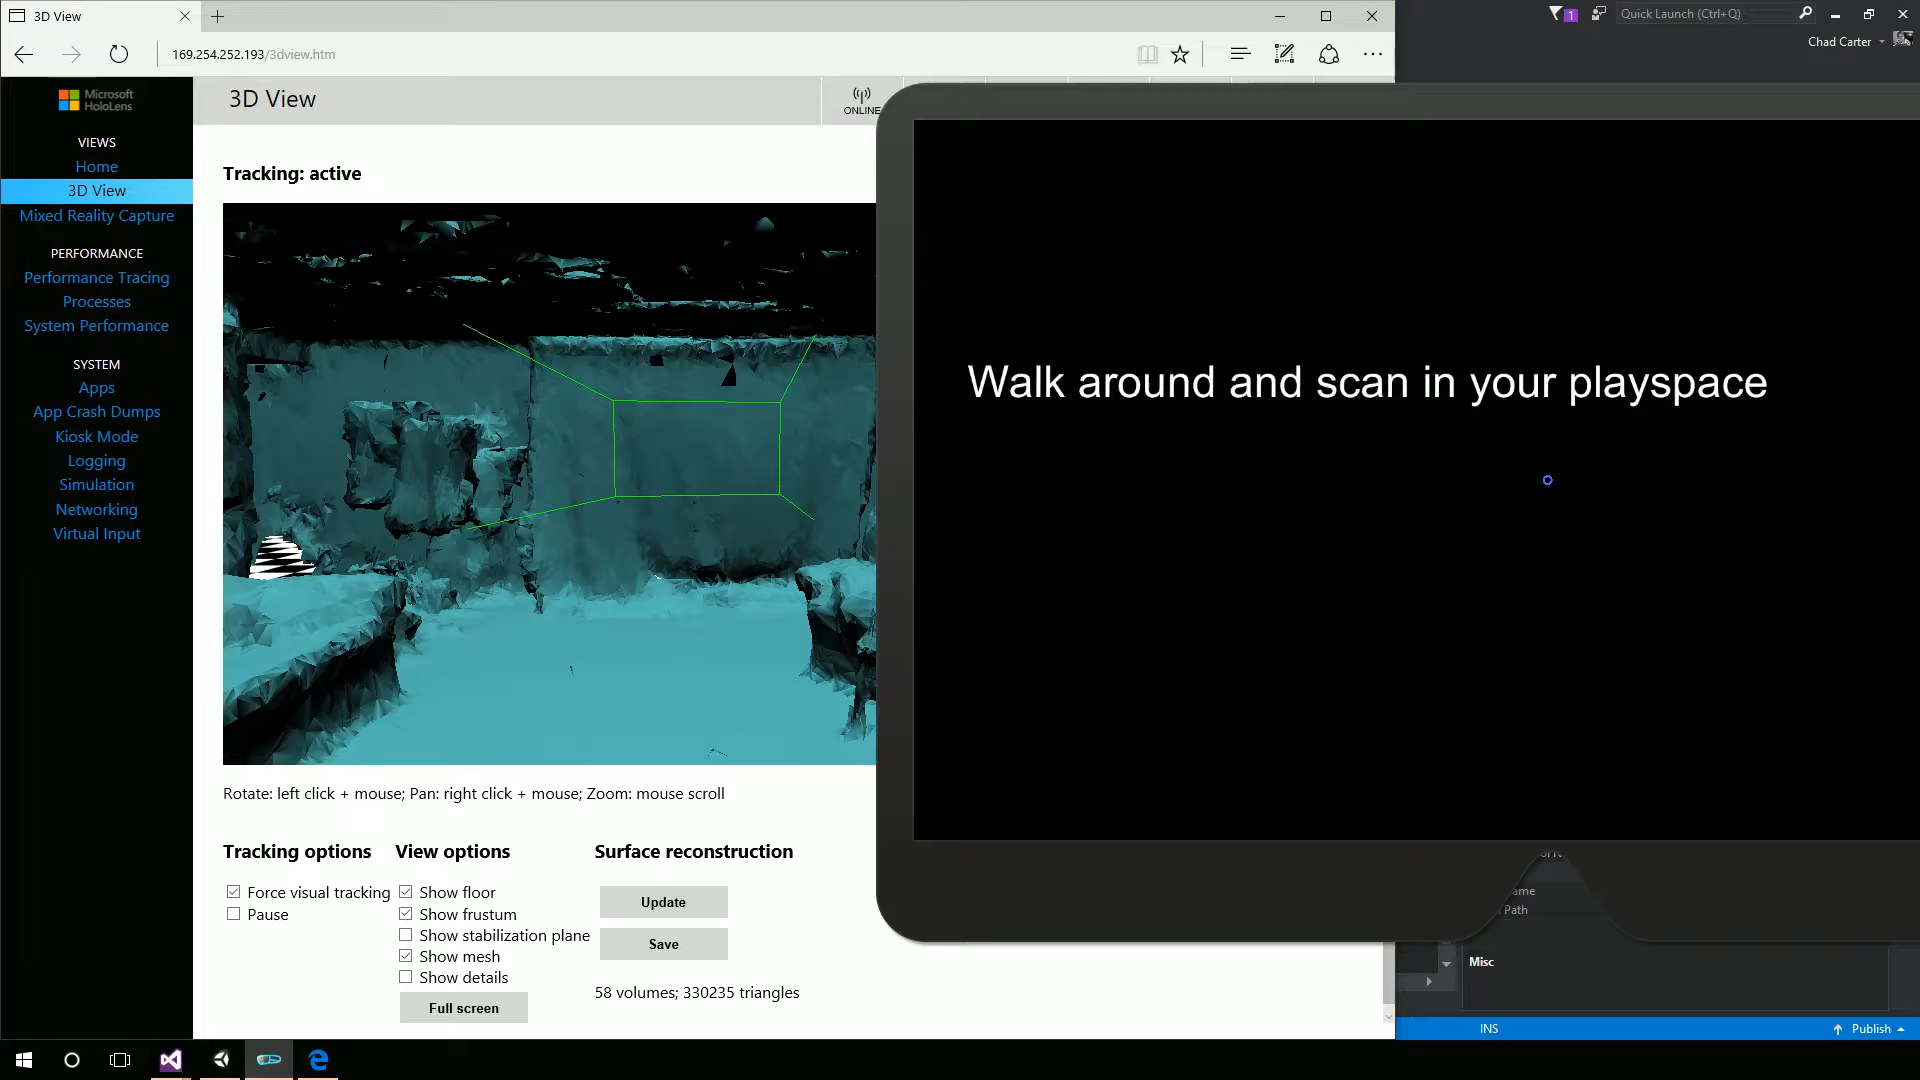 3D View
169.254.252.193/3dview.htm
1
Quick Launch (Ctrl+Q)
Chad Carter
Microsoft
HoloLens
3D View
ONLINE
VIEWS
Home
3D View
Mixed Reality Capture
PERFORMANCE
Performance Tracing
Processes
System Performance
SYSTEM
Apps
App Crash Dumps
Kiosk Mode
Logging
Simulation
Networking
Virtual Input
Tracking: active
Walk around and scan in your playspace
Rotate: left click + mouse; Pan: right click + mouse; Zoom: mouse scroll
Tracking options
Force visual tracking
Pause
View options
Show floor
Show frustum
Show stabilization plane
Show mesh
Show details
Full screen
Surface reconstruction
Update
Save
58 volumes; 330235 triangles
Path
Misc
INS
Publish